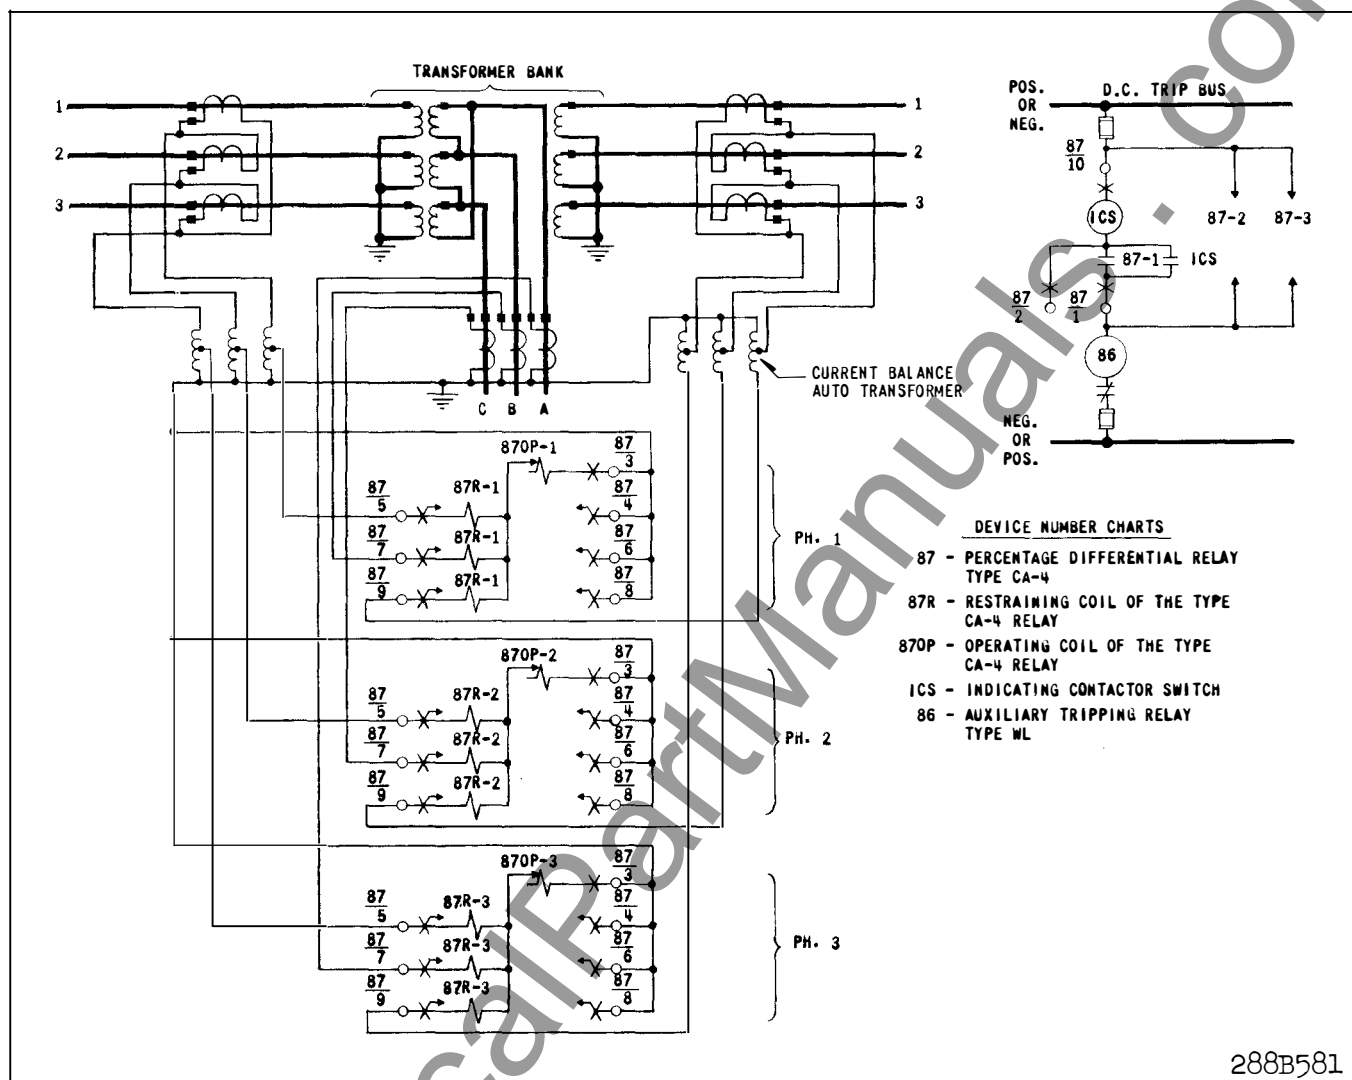 TRANSFORMER BANK
1
2
3
1
2
3
C B A
CURRENT BALANCE
AUTO TRANSFORMER
POS.
OR
NEG.
D.C. TRIP BUS
87
10
ICS
87-2 87-3
87-1 ICS
87
2
87
1
86
NEG.
OR
POS.
87OP-1
87
3
87
5
87R-1
87
4
87
7
87R-1
87
6
87
9
87R-1
87
8
PH. 1
87OP-2
87
3
87
5
87R-2
87
4
87
7
87R-2
87
6
87
9
87R-2
87
8
PH. 2
87OP-3
87
3
87
5
87R-3
87
4
87
7
87R-3
87
6
87
9
87R-3
87
8
PH. 3
DEVICE NUMBER CHARTS
87 - PERCENTAGE DIFFERENTIAL RELAY
TYPE CA-4
87R - RESTRAINING COIL OF THE TYPE
CA-4 RELAY
87OP - OPERATING COIL OF THE TYPE
CA-4 RELAY
ICS - INDICATING CONTACTOR SWITCH
86 - AUXILIARY TRIPPING RELAY
TYPE WL
288B581
calPartManuals.co